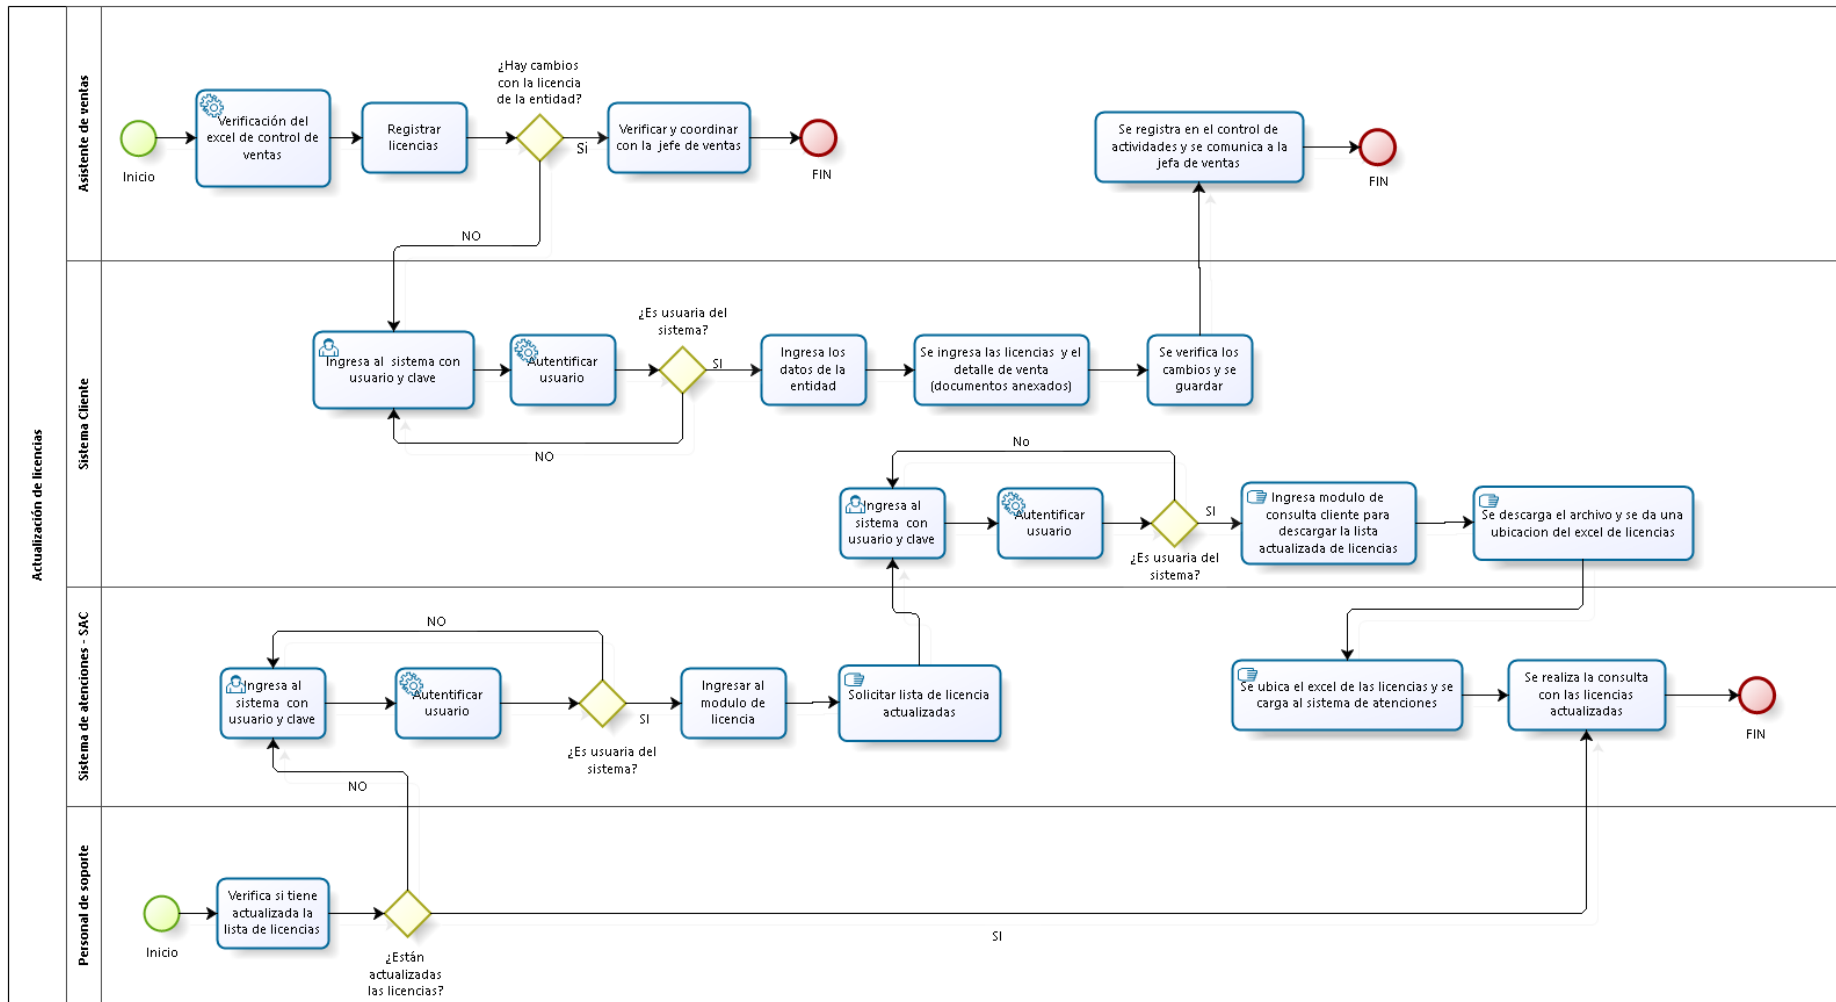 Actualización de licencias
Asistente de ventas
Inicio
Verificación del
excel de control de
ventas
Registrar
licencias
¿Hay cambios
con la licencia
de la entidad?
Si
NO
Verificar y coordinar
con la  jefe de ventas
FIN
Se registra en el control de
actividades y se comunica a la
jefa de ventas
FIN
Sistema Cliente
Ingresa al  sistema con
usuario y clave
Autentificar
usuario
¿Es usuaria del
sistema?
SI
NO
Ingresa los
datos de la
entidad
Se ingresa las licencias  y el
detalle de venta
(documentos anexados)
Se verifica los
cambios y se
guardar
Ingresa al
sistema  con
usuario y clave
Autentificar
usuario
No
¿Es usuaria del
sistema?
SI
Ingresa modulo de
consulta cliente para
descargar la lista
actualizada de licencias
Se descarga el archivo y se da una
ubicacion del excel de licencias
Sistema de atenciones - SAC
NO
Ingresa al
sistema  con
usuario y clave
Autentificar
usuario
¿Es usuaria del
sistema?
SI
Ingresar al
modulo de
licencia
Solicitar lista de licencia
actualizadas
Se ubica el excel de las licencias y se
carga al sistema de atenciones
Se realiza la consulta
con las licencias
actualizadas
FIN
NO
Personal de soporte
Inicio
Verifica si tiene
actualizada la
lista de licencias
¿Están
actualizadas
las licencias?
SI